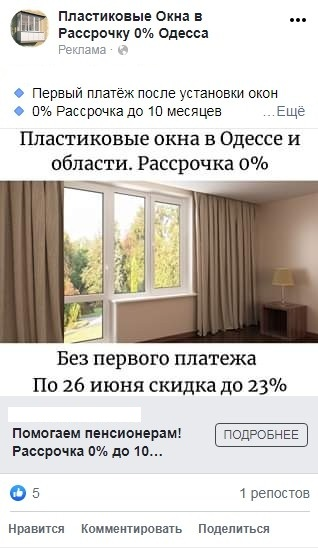 Пластиковые Окна в
Рассрочку 0% Одесса
Реклама ·
Первый платёж после установки окон
0% Рассрочка до 10 месяцев ...Ещё
Пластиковые окна в Одессе и
области. Рассрочка 0%
Без первого платежа
По 26 июня скидка до 23%
Помогаем пенсионерам!
Рассрочка 0% до 10...
ПОДРОБНЕЕ
5
1 репостов
Нравится Комментировать Поделиться